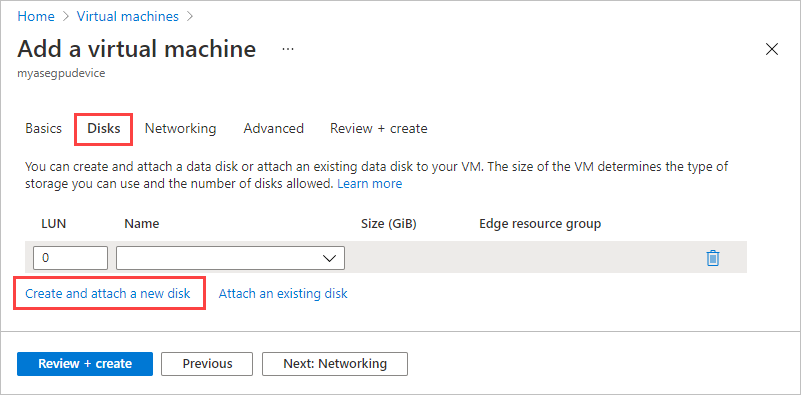 Home > Virtual machines >
Add a virtual machine ...
myasegpudevice
Basics Disks Networking Advanced Review + create
You can create and attach a data disk or attach an existing data disk to your VM. The size of the VM determines the type of
storage you can use and the number of disks allowed. Learn more
LUN Name Size (GiB) Edge resource group
0
Create and attach a new disk Attach an existing disk
Review + create Previous Next: Networking